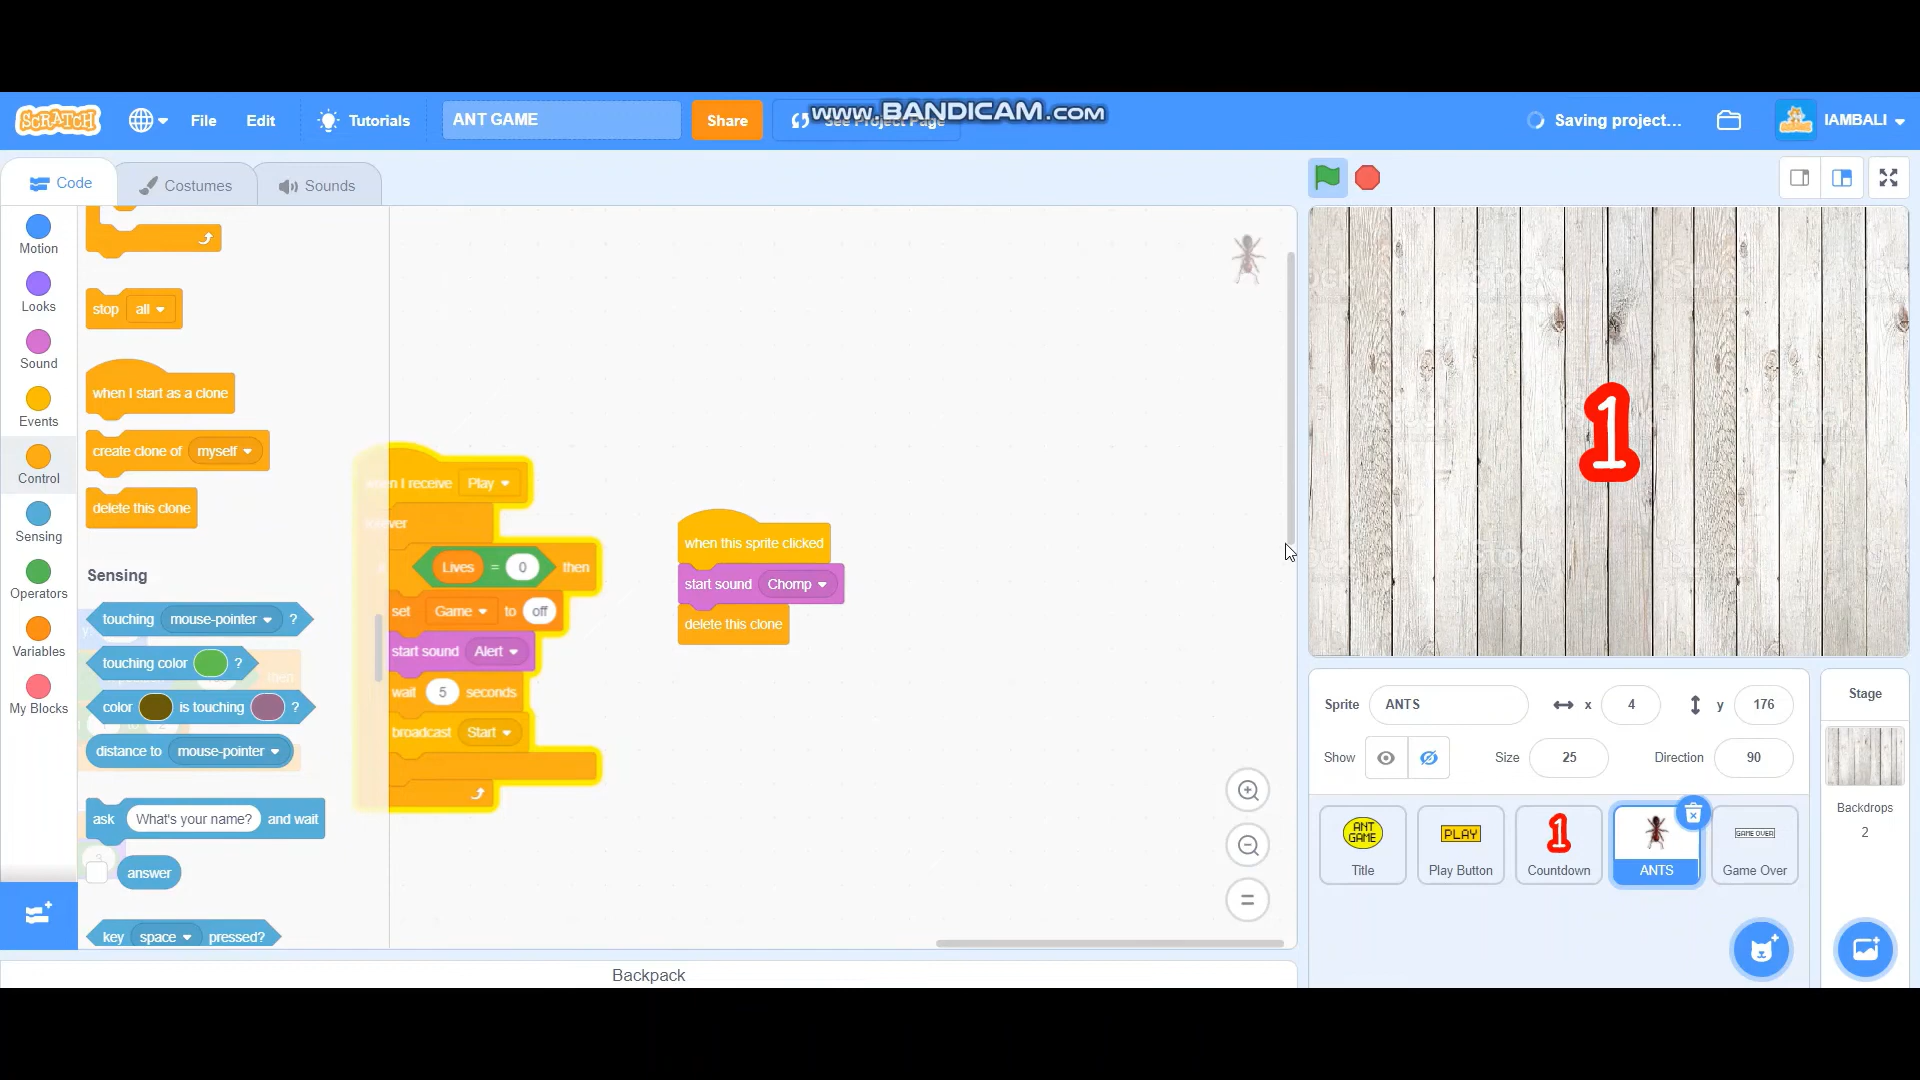 www.BANDICAM.com
SCRATCH
File
Edit
Tutorials
ANT GAME
Share
See Project Page
Saving project...
IAMBALI
Code
Costumes
Sounds
Motion
Looks
Sound
Events
Control
Sensing
Operators
Variables
My Blocks
stop all
when I start as a clone
create clone of myself
delete this clone
Sensing
touching mouse-pointer ?
touching color ?
color is touching ?
distance to mouse-pointer
ask What's your name? and wait
answer
key space pressed?
when I receive Play
Lives = 0 then
set Game to off
start sound Alert
wait 5 seconds
broadcast Start
when this sprite clicked
start sound Chomp
delete this clone
Backpack
1
Sprite ANTS x 4 y 176
Show Size 25 Direction 90
ANT GAME
Title
PLAY
Play Button
1
Countdown
ANTS
GAME OVER
Game Over
Stage
Backdrops
2